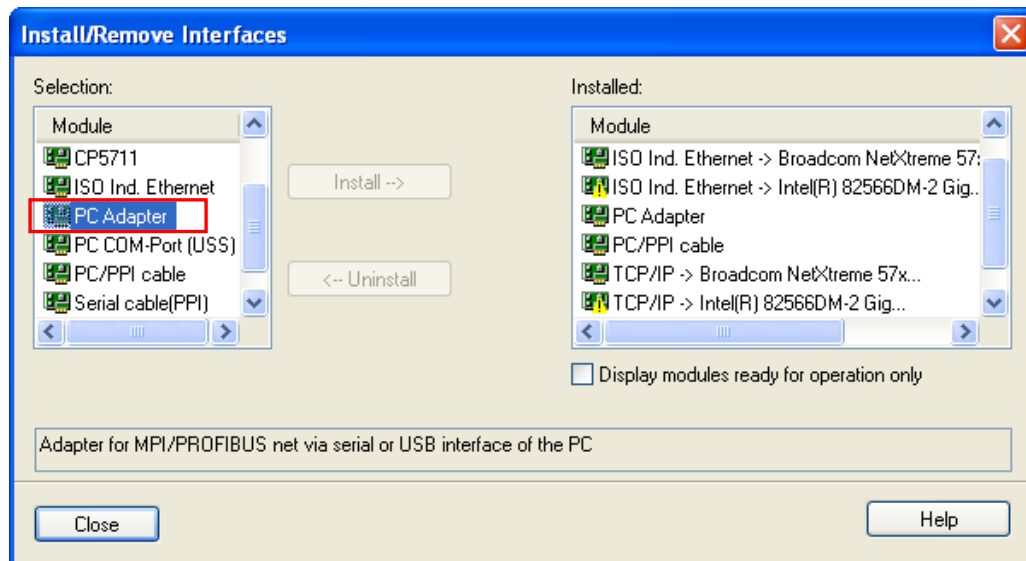 Install/Remove Interfaces
Selection:
Module
CP5711
ISO Ind. Ethernet
PC Adapter
PC COM-Port (USS)
PC/PPI cable
Serial cable(PPI)
Install -->
<-- Uninstall
Installed:
Module
ISO Ind. Ethernet -> Broadcom NetXtreme 57:
ISO Ind. Ethernet -> Intel(R) 82566DM-2 Gig...
PC Adapter
PC/PPI cable
TCP/IP -> Broadcom NetXtreme 57x...
TCP/IP -> Intel(R) 82566DM-2 Gig...
Display modules ready for operation only
Adapter for MPI/PROFIBUS net via serial or USB interface of the PC
Close
Help